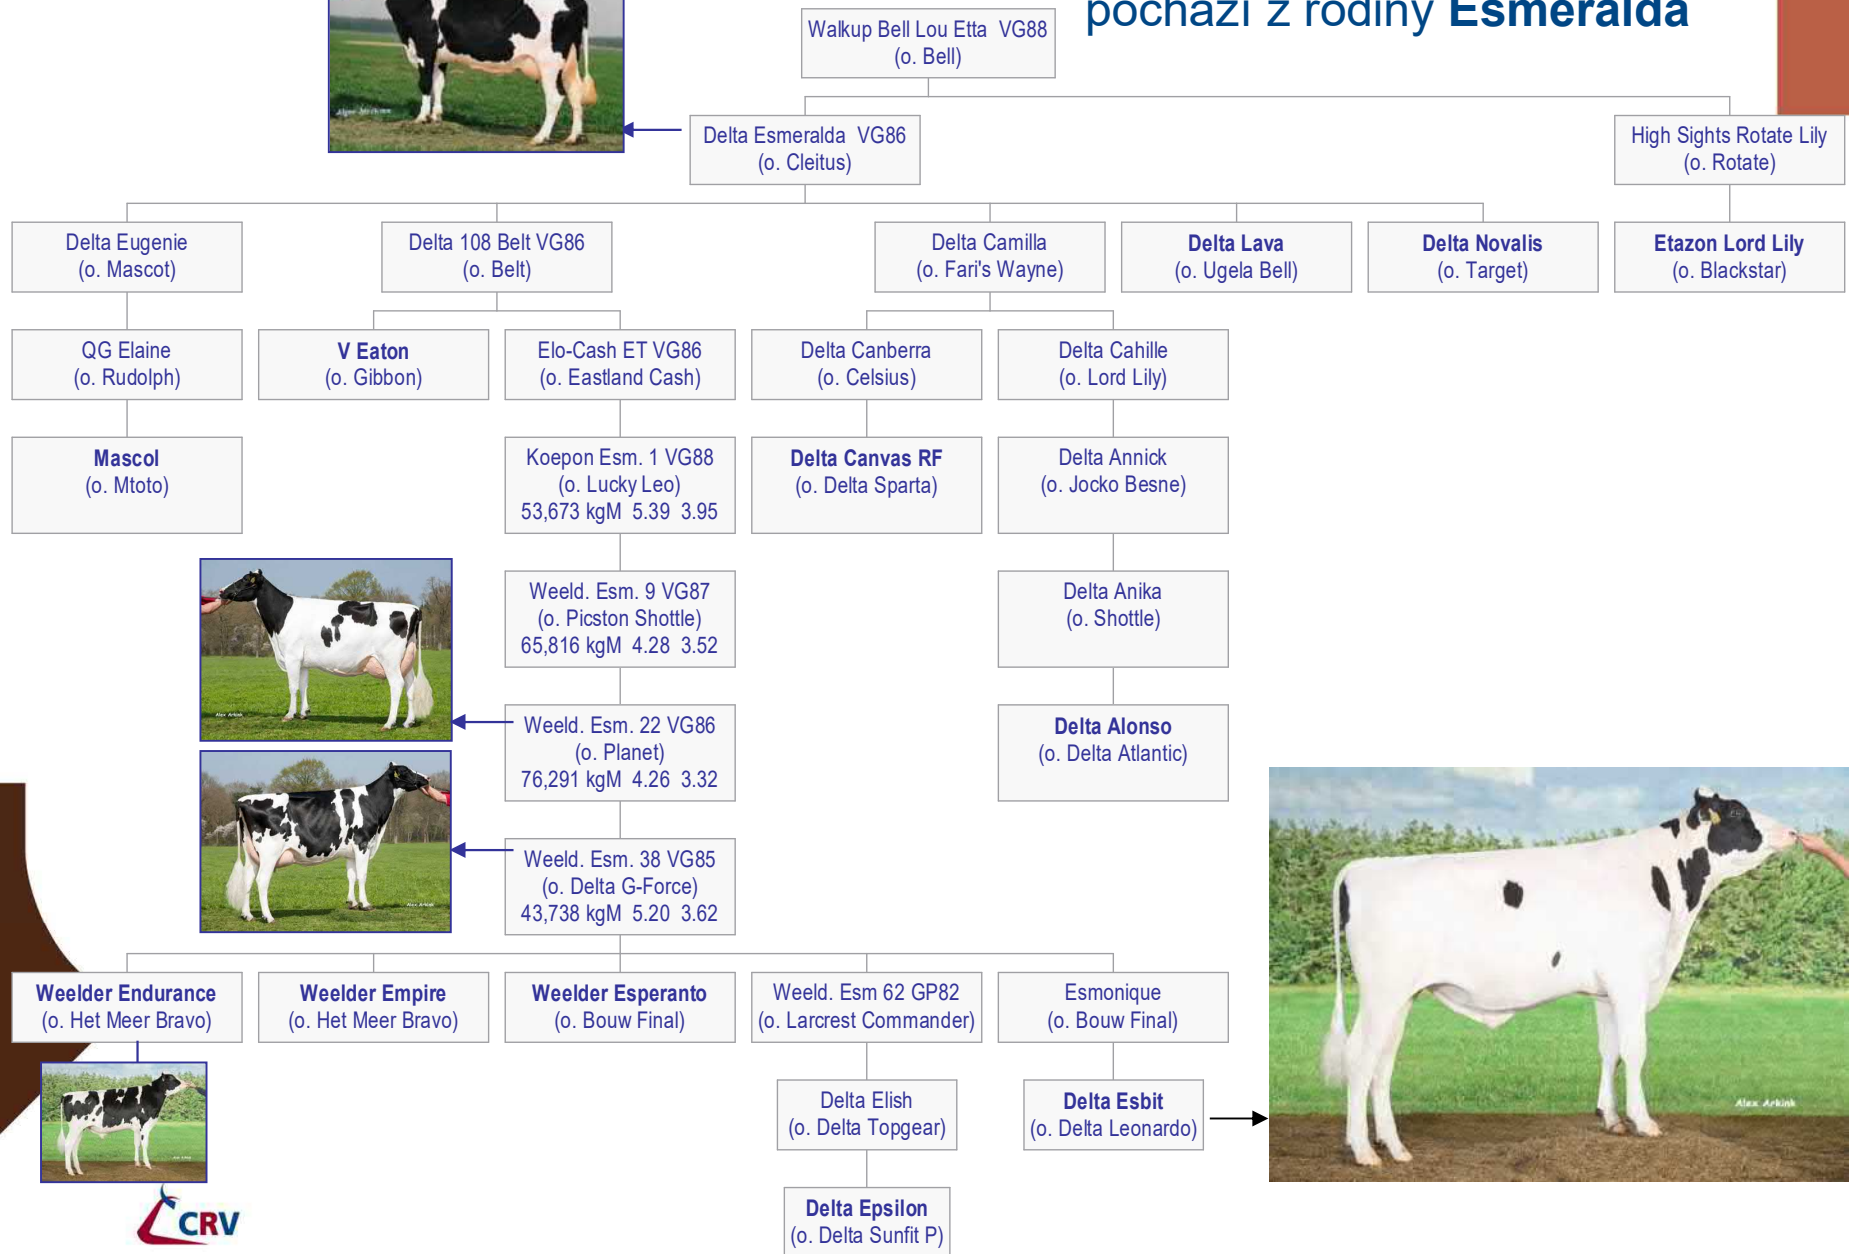 pochází z rodiny Esmeralda
Walkup Bell Lou Etta VG88
(o. Bell)
Delta Esmeralda VG86
(o. Cleitus)
High Sights Rotate Lily
(o. Rotate)
Delta Eugenie
(o. Mascot)
Delta 108 Belt VG86
(o. Belt)
Delta Camilla
(o. Fari's Wayne)
Delta Lava
(o. Ugela Bell)
Delta Novalis
(o. Target)
Etazon Lord Lily
(o. Blackstar)
QG Elaine
(o. Rudolph)
V Eaton
(o. Gibbon)
Elo-Cash ET VG86
(o. Eastland Cash)
Delta Canberra
(o. Celsius)
Delta Cahille
(o. Lord Lily)
Mascol
(o. Mtoto)
Koepon Esm. 1 VG88
(o. Lucky Leo)
53,673 kgM 5.39 3.95
Delta Canvas RF
(o. Delta Sparta)
Delta Annick
(o. Jocko Besne)
Weeld. Esm. 9 VG87
(o. Picston Shottle)
65,816 kgM 4.28 3.52
Delta Anika
(o. Shottle)
Alex Arkink
Weeld. Esm. 22 VG86
(o. Planet)
76,291 kgM 4.26 3.32
Delta Alonso
(o. Delta Atlantic)
Alex Arkink
Weeld. Esm. 38 VG85
(o. Delta G-Force)
43,738 kgM 5.20 3.62
Weelder Endurance
(o. Het Meer Bravo)
Weelder Empire
(o. Het Meer Bravo)
Weelder Esperanto
(o. Bouw Final)
Weeld. Esm 62 GP82
(o. Larcrest Commander)
Esmonique
(o. Bouw Final)
Delta Elish
(o. Delta Topgear)
Delta Esbit
(o. Delta Leonardo)
Alex Arkink
Delta Epsilon
(o. Delta Sunfit P)
CRV